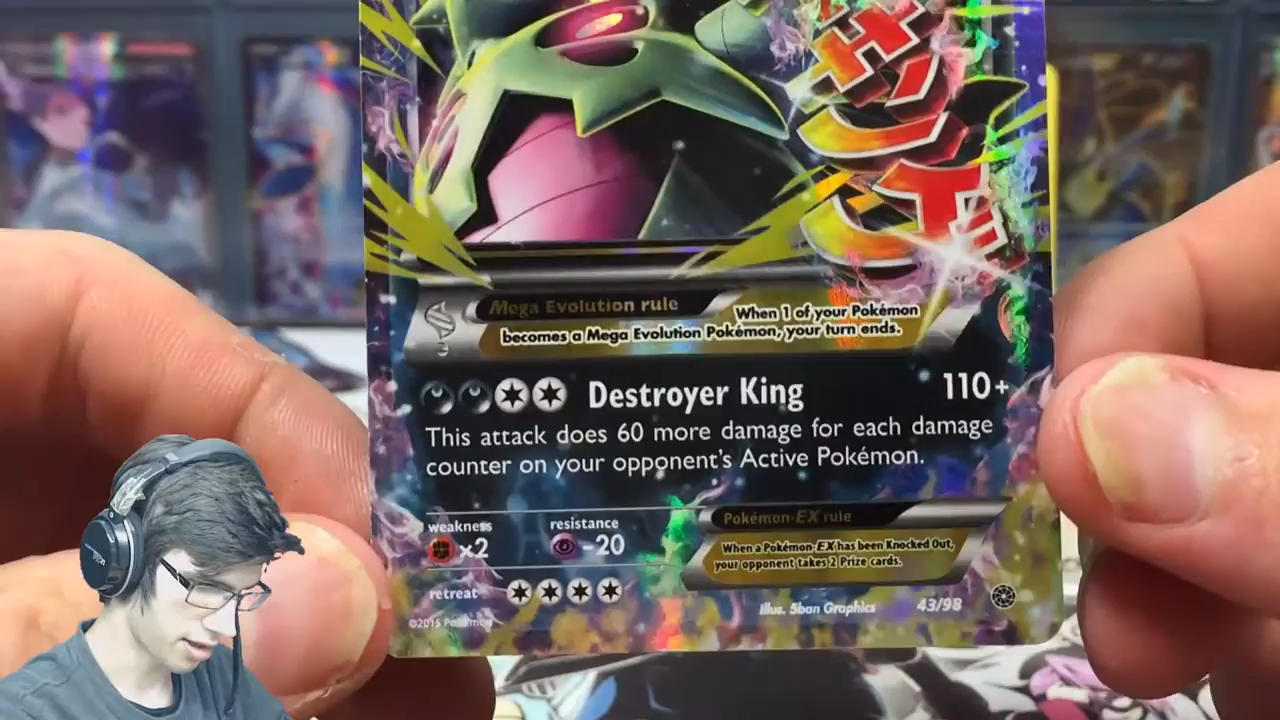 Mega Evolution rule
When 1 of your Pokémon
becomes a Mega Evolution Pokémon, your turn ends.
Destroyer King 110+
This attack does 60 more damage for each damage
counter on your opponent's Active Pokémon.
weakness resistance
×2 -20
retreat
Pokémon-EX rule
When a Pokémon-EX has been Knocked Out,
your opponent takes 2 Prize cards.
Illus. 5ban Graphics 43/98
©2015 Pokémon